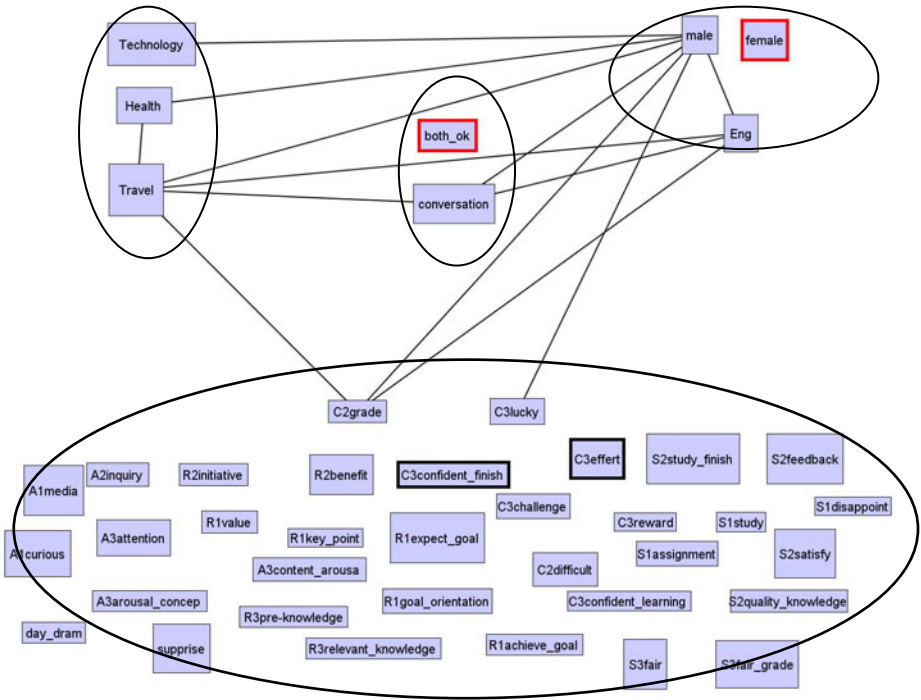 Technology
male
female
Health
both_ok
Eng
Travel
conversation
C2grade
C3lucky
A1media
A2inquiry
R2initiative
R2benefit
C3confident_finish
C3effert
S2study_finish
S2feedback
C3challenge
S1disappoint
A1curious
A3attention
R1value
R1key_point
R1expect_goal
C3reward
S1study
S1assignment
S2satisfy
A3content_arousa
C2difficult
A3arousal_concep
R3pre-knowledge
R1goal_orientation
C3confident_learning
S2quality_knowledge
day_dram
supprise
R3relevant_knowledge
R1achieve_goal
S3fair
S3fair_grade